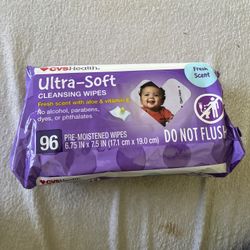 CVSHealth.
Fresh
Scent
Ultra-Soft
CLEANSING WIPES
Fresh scent with aloe & vitamin E
No alcohol, parabens,
dyes, or phthalates
96 PRE-MOISTENED WIPES
6.75 IN x 7.5 IN (17.1 cm x 19.0 cm)
DO NOT FLUSH